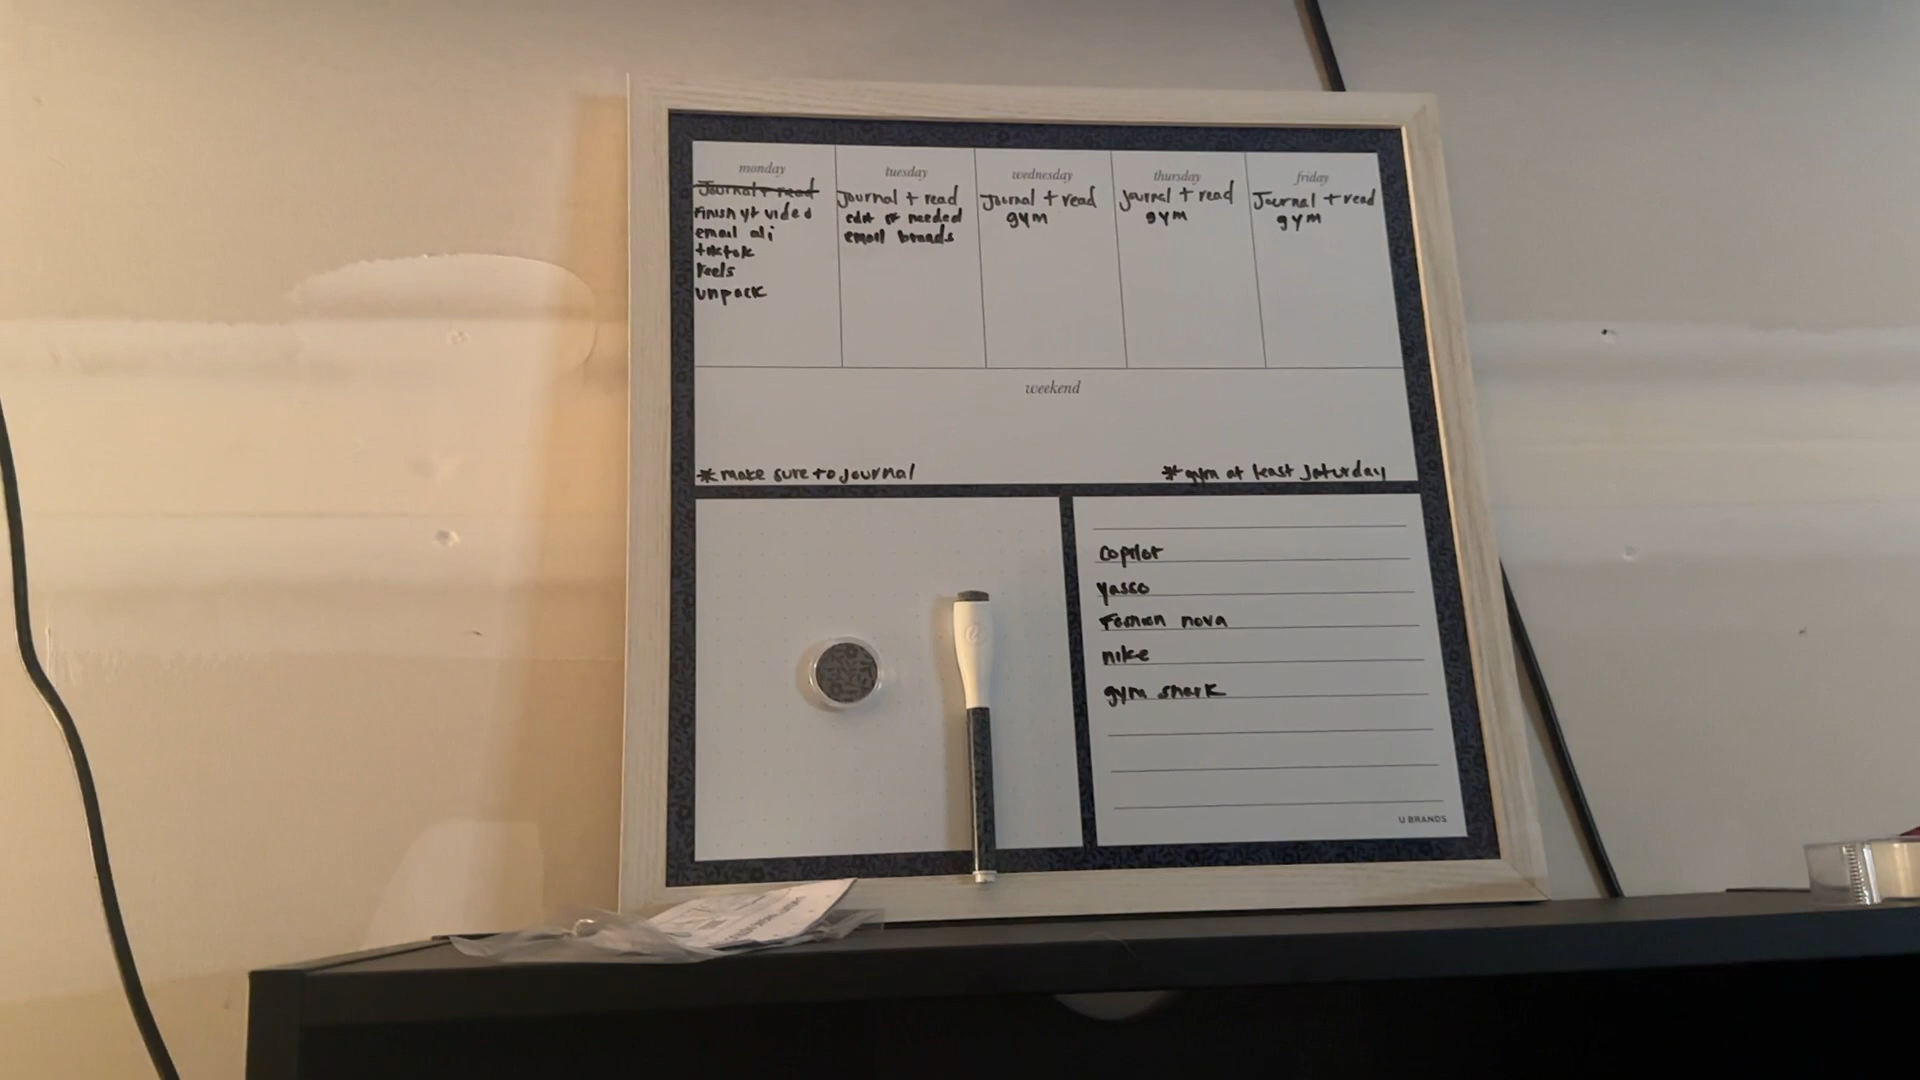 monday
Journal + read
Finish yt video
email ali
tiktok
Reels
unpack
tuesday
Journal + read
edit if needed
email brands
wednesday
Journal + read
gym
thursday
Journal + read
gym
friday
Journal + read
gym
weekend
* make sure to journal
* gym at least Saturday
copilot
yasso
Fashion nova
nike
gym shark
U BRANDS